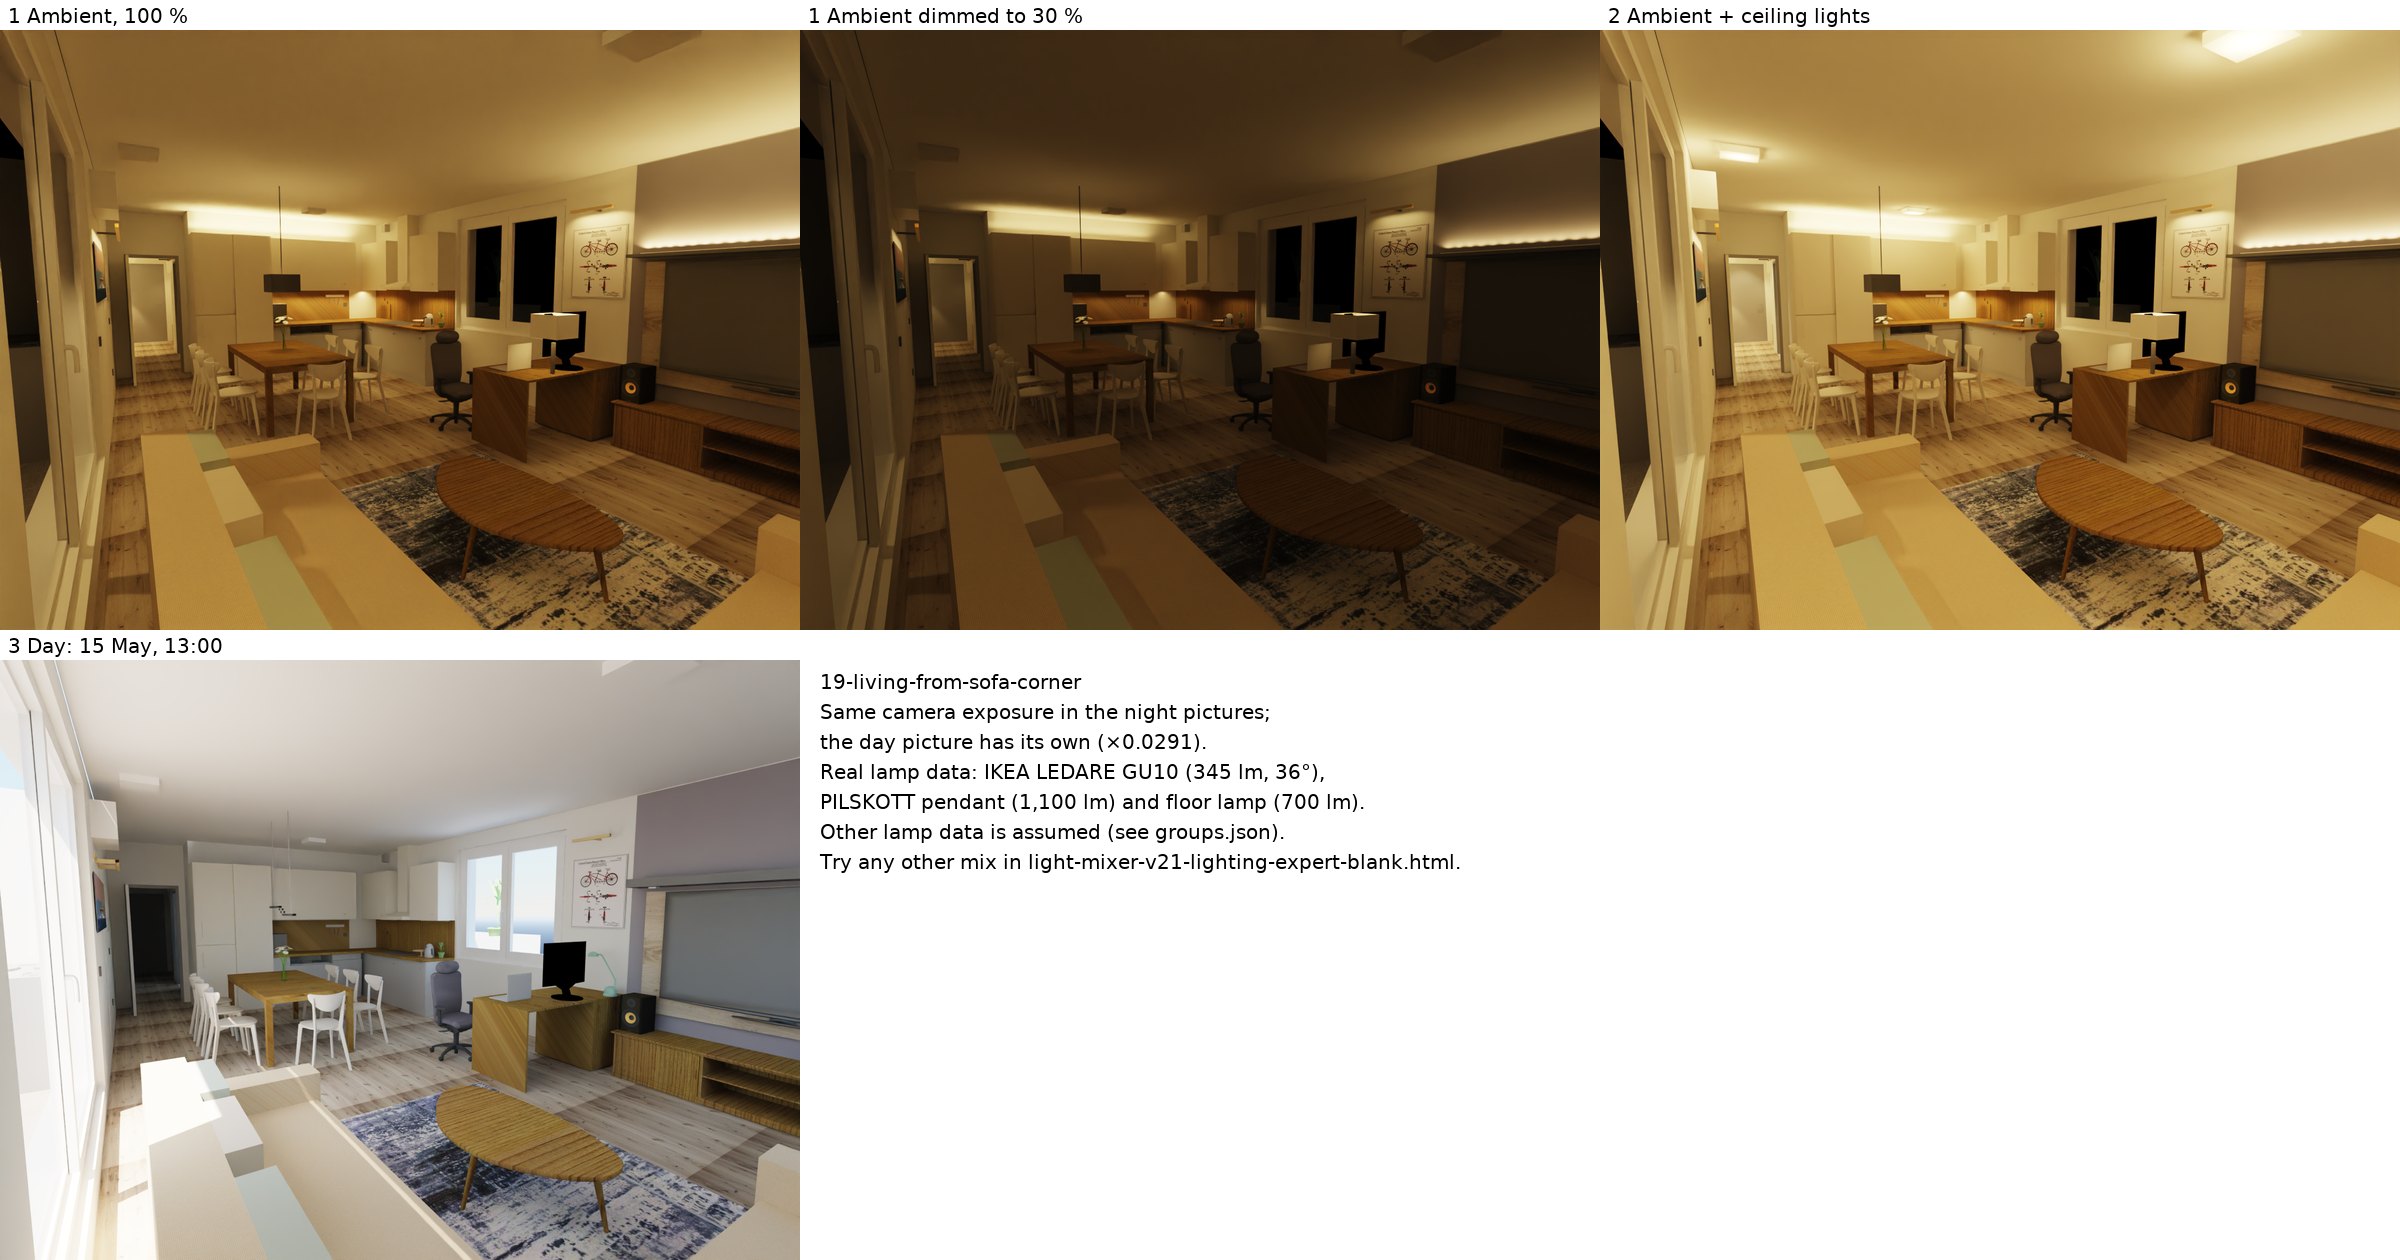 1 Ambient, 100 %
1 Ambient dimmed to 30 %
2 Ambient + ceiling lights
3 Day: 15 May, 13:00
19-living-from-sofa-corner
Same camera exposure in the night pictures;
the day picture has its own (×0.0291).
Real lamp data: IKEA LEDARE GU10 (345 lm, 36°),
PILSKOTT pendant (1,100 lm) and floor lamp (700 lm).
Other lamp data is assumed (see groups.json).
Try any other mix in light-mixer-v21-lighting-expert-blank.html.